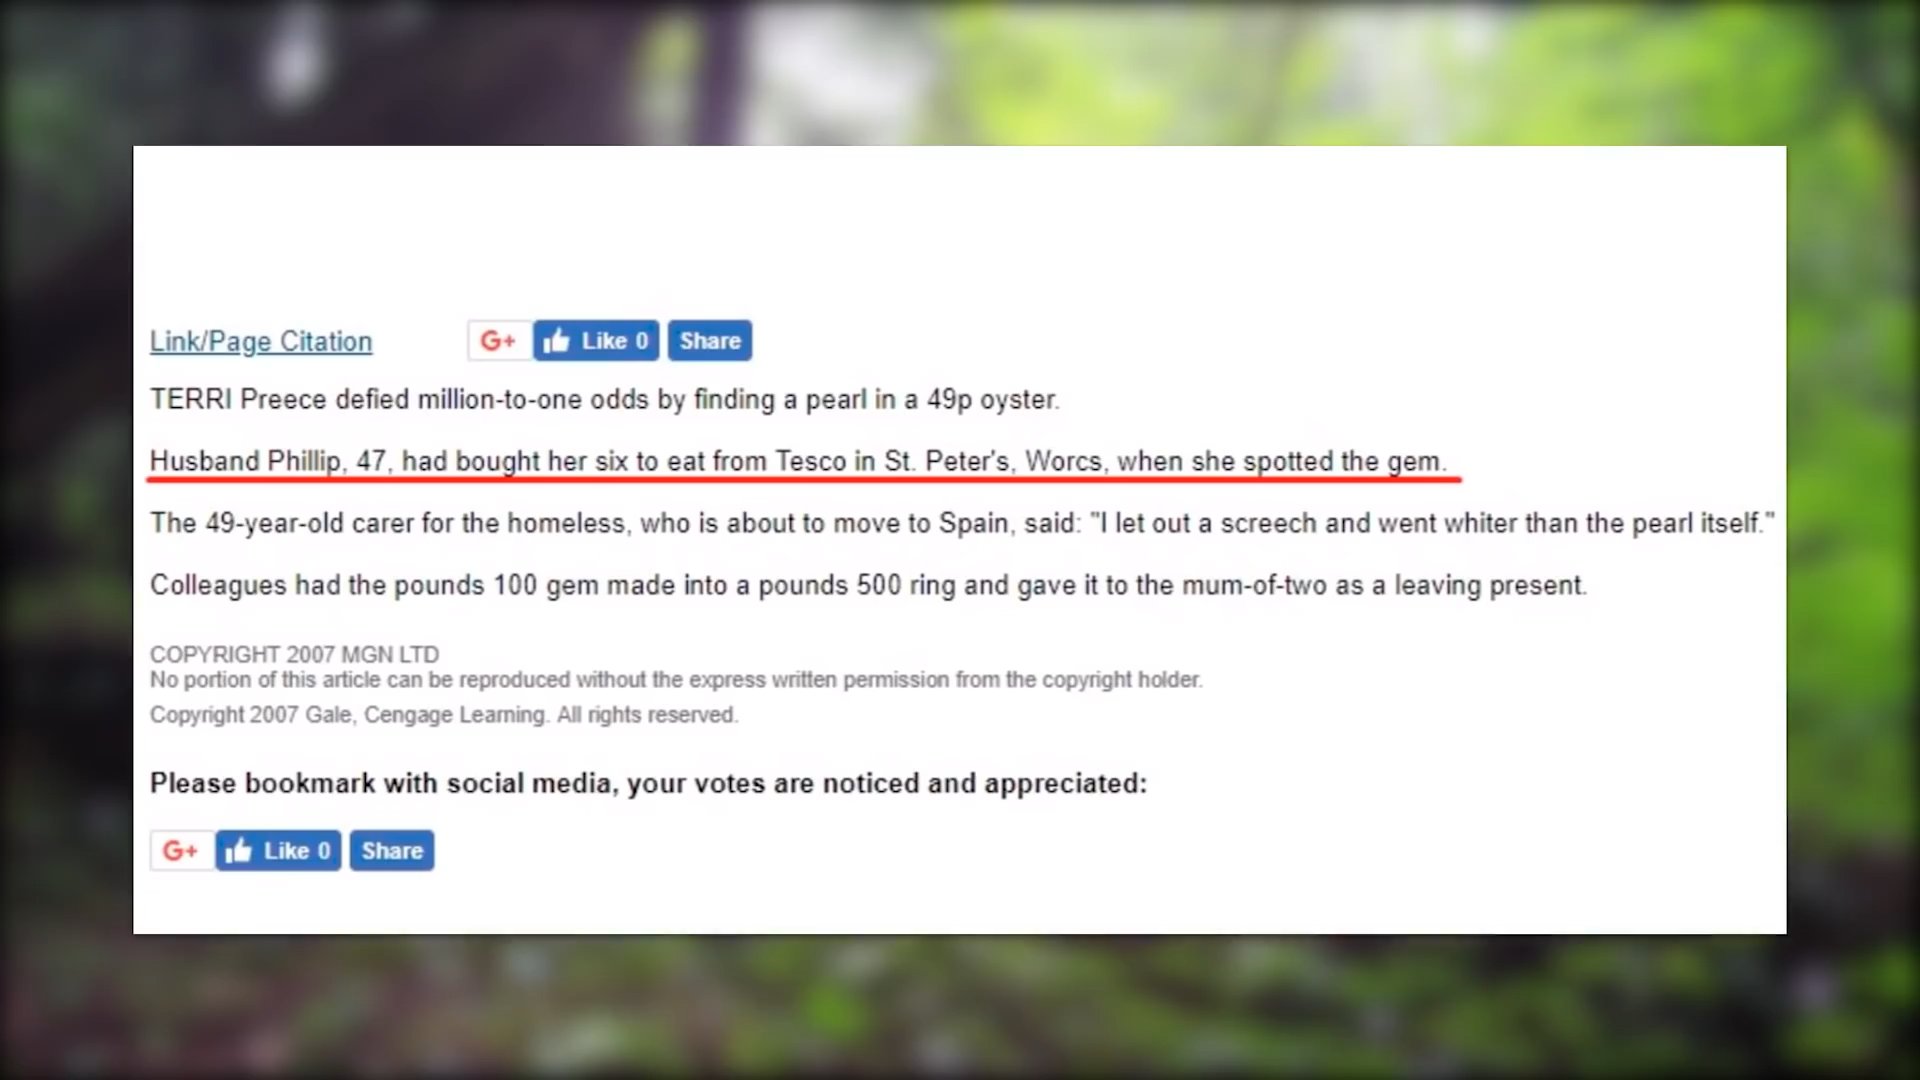 Link/Page Citation G+ Like 0 Share
TERRI Preece defied million-to-one odds by finding a pearl in a 49p oyster.
Husband Phillip, 47, had bought her six to eat from Tesco in St. Peter's, Worcs, when she spotted the gem.
The 49-year-old carer for the homeless, who is about to move to Spain, said: "I let out a screech and went whiter than the pearl itself."
Colleagues had the pounds 100 gem made into a pounds 500 ring and gave it to the mum-of-two as a leaving present.
COPYRIGHT 2007 MGN LTD
No portion of this article can be reproduced without the express written permission from the copyright holder.
Copyright 2007 Gale, Cengage Learning. All rights reserved.
Please bookmark with social media, your votes are noticed and appreciated:
G+ Like 0 Share